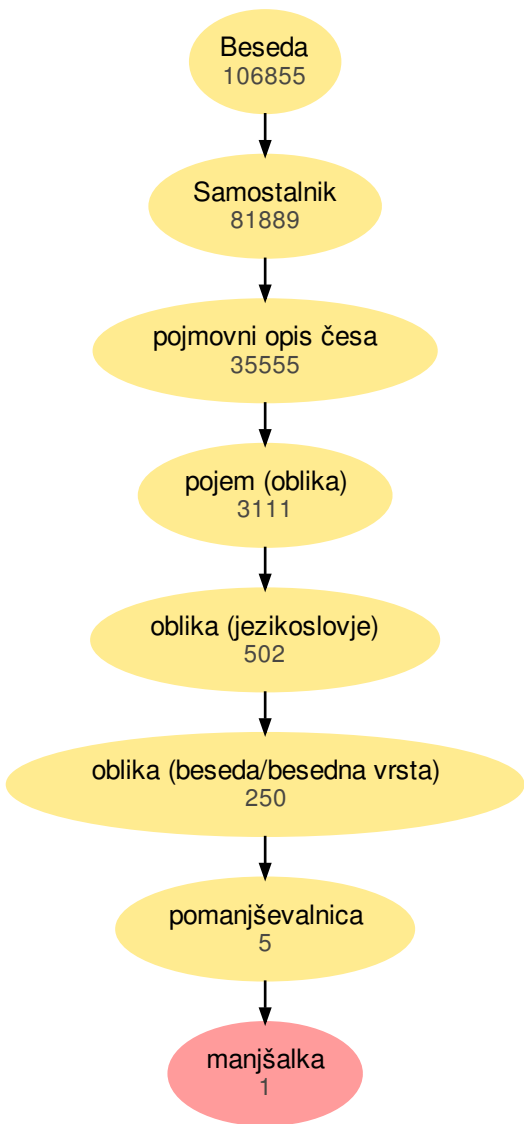 Beseda
106855
Samostalnik
81889
pojmovni opis česa
35555
pojem (oblika)
3111
oblika (jezikoslovje)
502
oblika (beseda/besedna vrsta)
250
pomanjševalnica
5
manjšalka
1